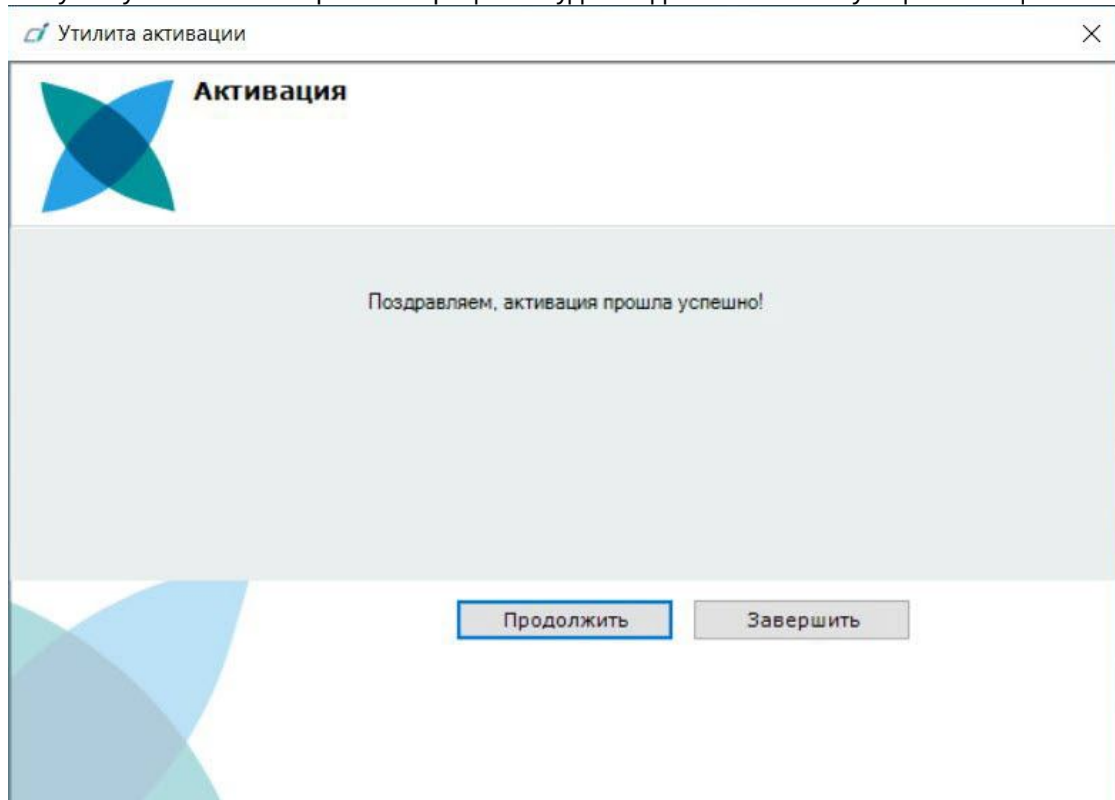 Утилита активации
Активация
Поздравляем, активация прошла успешно!
Продолжить
Завершить